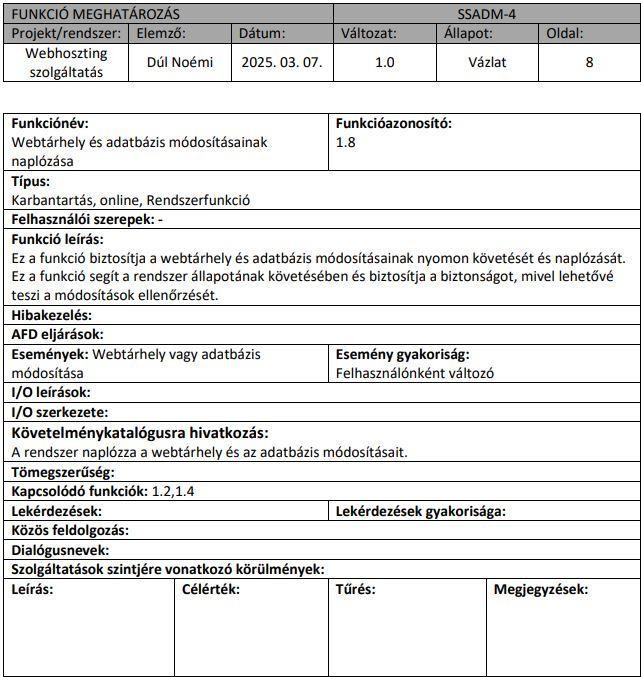 FUNKCIÓ MEGHATÁROZÁS SSADM-4
Projekt/rendszer: Elemző: Dátum: Változat: Állapot: Oldal:
Webhoszting
szolgáltatás Dúl Noémi 2025. 03. 07. 1.0 Vázlat 8
Funkciónév: Funkcióazonosító:
Webtárhely és adatbázis módosításainak 1.8
naplózása
Típus:
Karbantartás, online, Rendszerfunkció
Felhasználói szerepek: -
Funkció leírás:
Ez a funkció biztosítja a webtárhely és adatbázis módosításainak nyomon követését és naplózását.
Ez a funkció segít a rendszer állapotának követésében és biztosítja a biztonságot, mivel lehetővé
teszi a módosítások ellenőrzését.
Hibakezelés:
AFD eljárások:
Események: Webtárhely vagy adatbázis Esemény gyakoriság:
módosítása Felhasználónként változó
I/O leírások:
I/O szerkezete:
Követelménykatalógusra hivatkozás:
A rendszer naplózza a webtárhely és az adatbázis módosításait.
Tömegszerűség:
Kapcsolódó funkciók: 1.2,1.4
Lekérdezések: Lekérdezések gyakorisága:
Közös feldolgozás:
Dialógusnevek:
Szolgáltatások szintjére vonatkozó körülmények:
Leírás: Célérték: Tűrés: Megjegyzések: